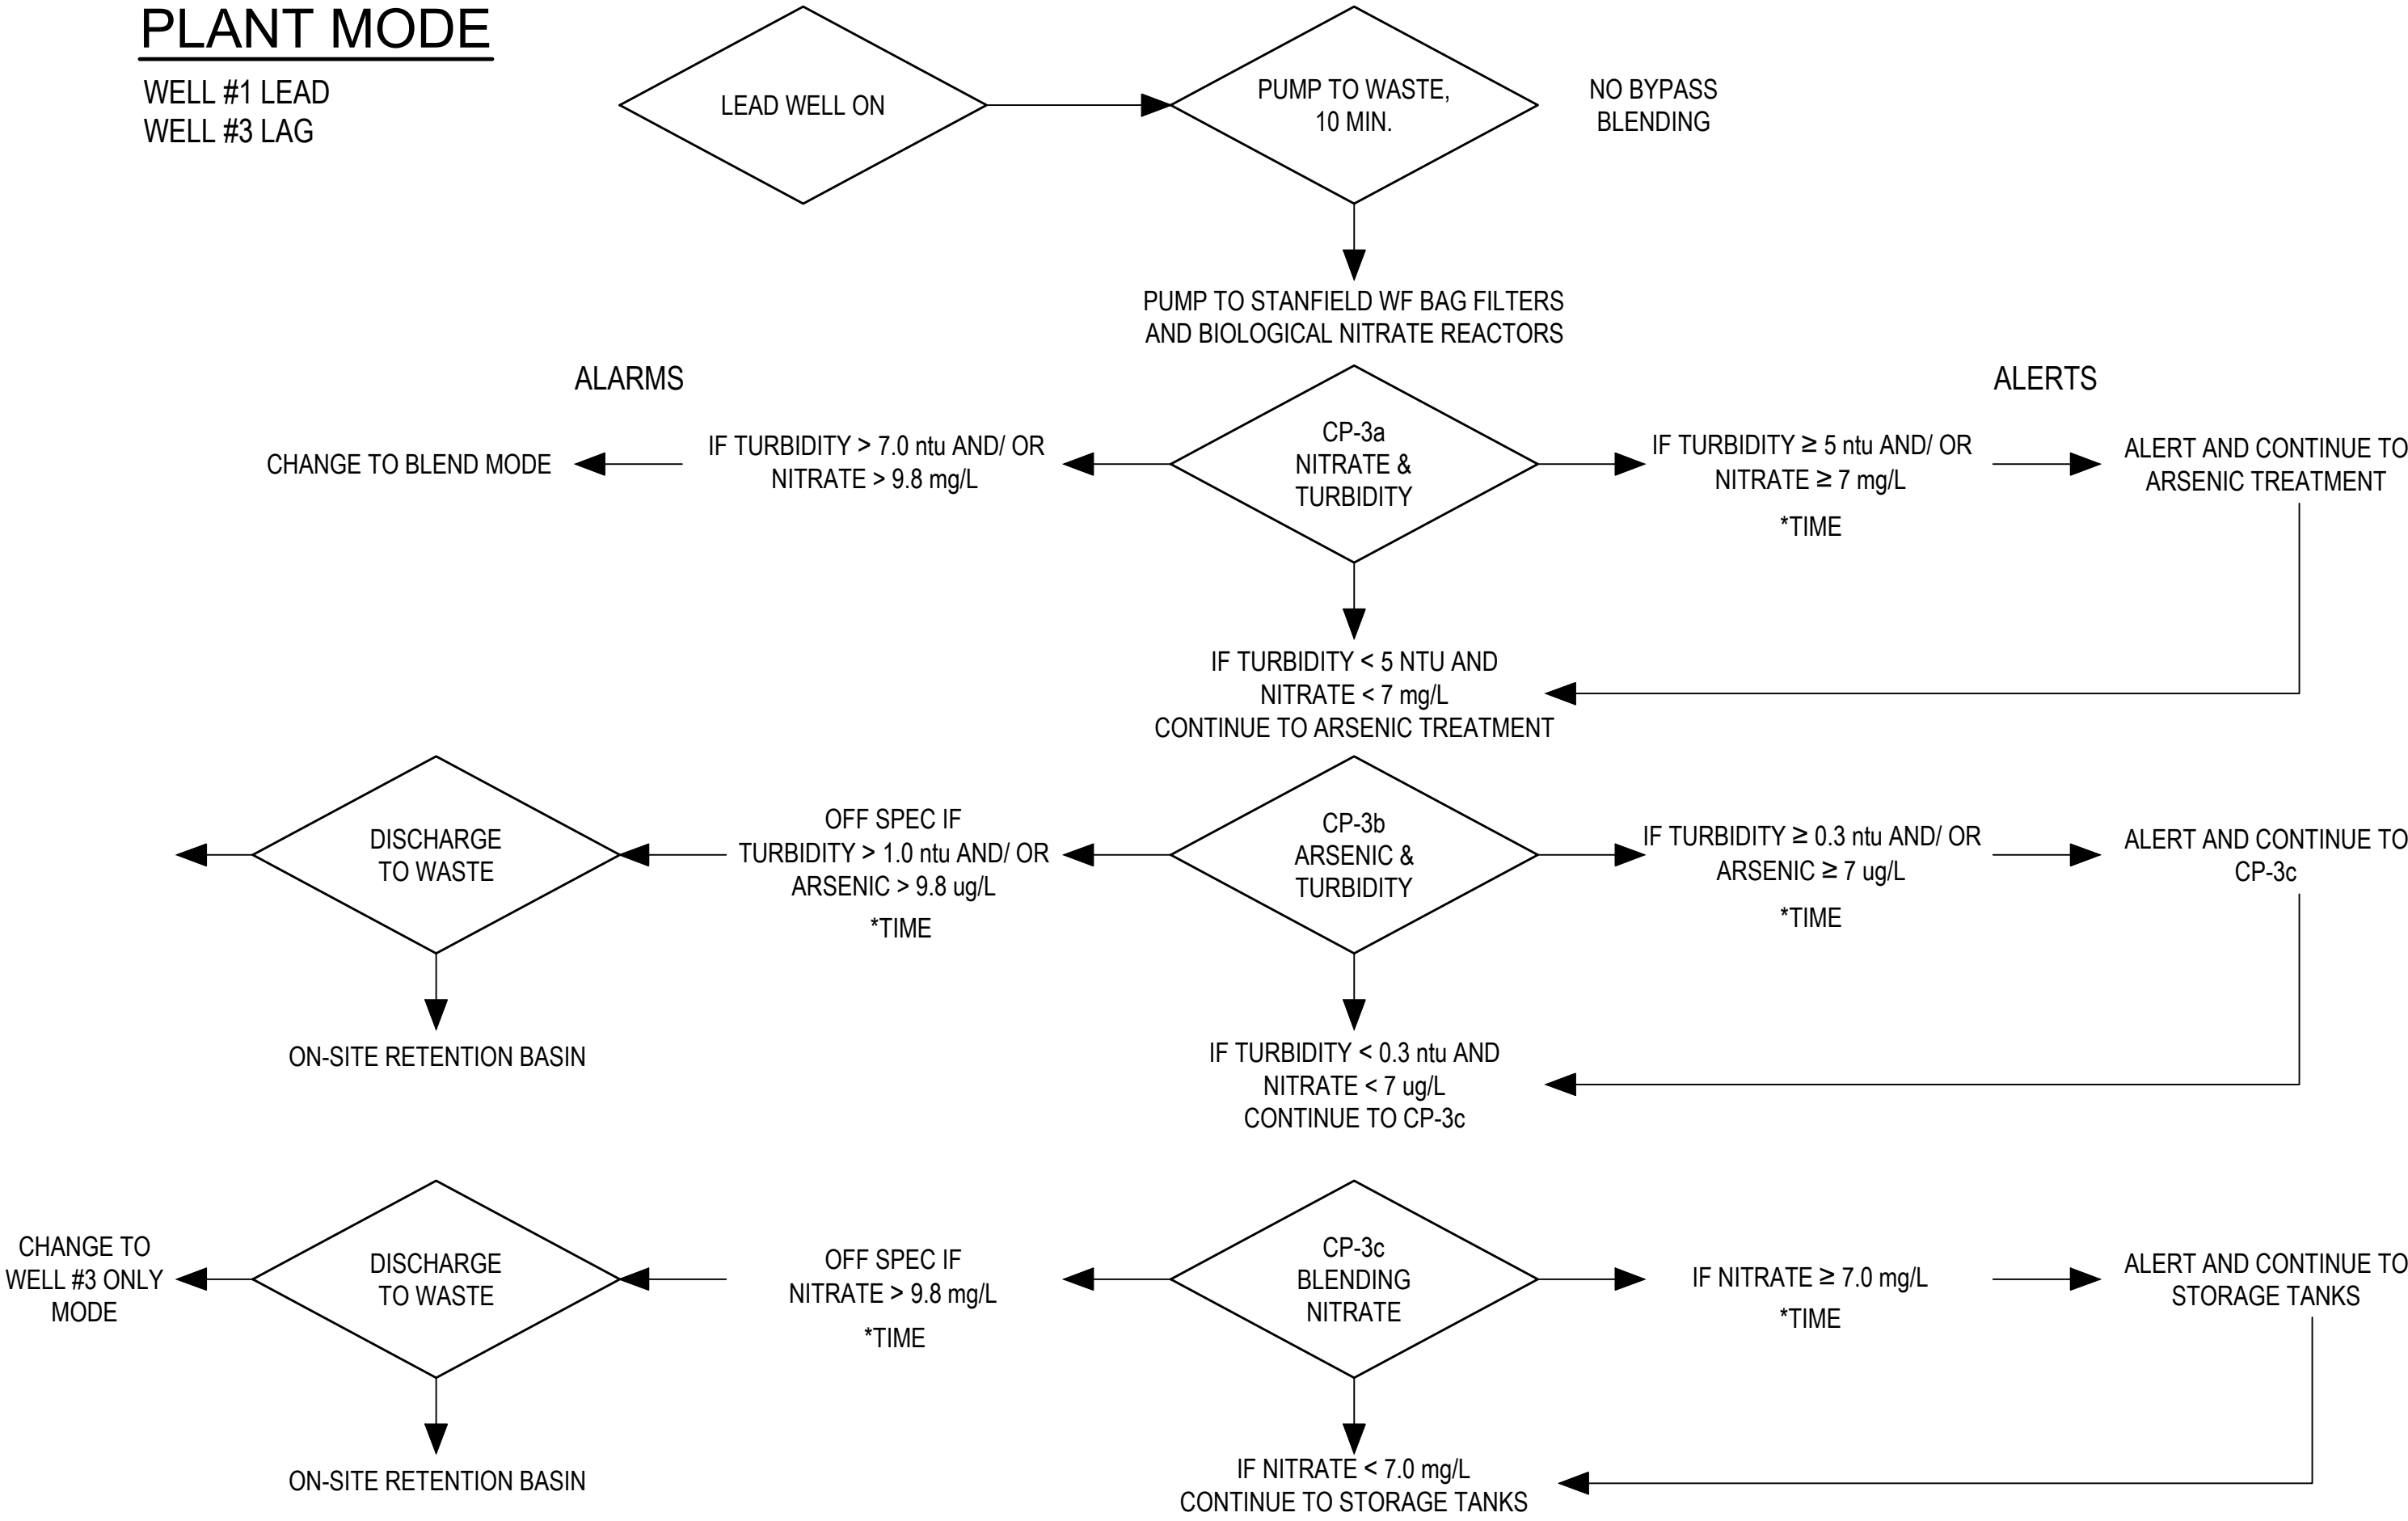 PLANT MODE
WELL #1 LEAD
WELL #3 LAG
LEAD WELL ON
PUMP TO WASTE,
10 MIN.
NO BYPASS
BLENDING
PUMP TO STANFIELD WF BAG FILTERS
AND BIOLOGICAL NITRATE REACTORS
ALARMS
ALERTS
CHANGE TO BLEND MODE
IF TURBIDITY > 7.0 ntu AND/ OR
NITRATE > 9.8 mg/L
CP-3a
NITRATE &
TURBIDITY
IF TURBIDITY ≥ 5 ntu AND/ OR
NITRATE ≥ 7 mg/L
*TIME
ALERT AND CONTINUE TO
ARSENIC TREATMENT
IF TURBIDITY < 5 NTU AND
NITRATE < 7 mg/L
CONTINUE TO ARSENIC TREATMENT
DISCHARGE
TO WASTE
OFF SPEC IF
TURBIDITY > 1.0 ntu AND/ OR
ARSENIC > 9.8 ug/L
*TIME
CP-3b
ARSENIC &
TURBIDITY
IF TURBIDITY ≥ 0.3 ntu AND/ OR
ARSENIC ≥ 7 ug/L
*TIME
ALERT AND CONTINUE TO
CP-3c
ON-SITE RETENTION BASIN
IF TURBIDITY < 0.3 ntu AND
NITRATE < 7 ug/L
CONTINUE TO CP-3c
CHANGE TO
WELL #3 ONLY
MODE
DISCHARGE
TO WASTE
OFF SPEC IF
NITRATE > 9.8 mg/L
*TIME
CP-3c
BLENDING
NITRATE
IF NITRATE ≥ 7.0 mg/L
*TIME
ALERT AND CONTINUE TO
STORAGE TANKS
ON-SITE RETENTION BASIN
IF NITRATE < 7.0 mg/L
CONTINUE TO STORAGE TANKS